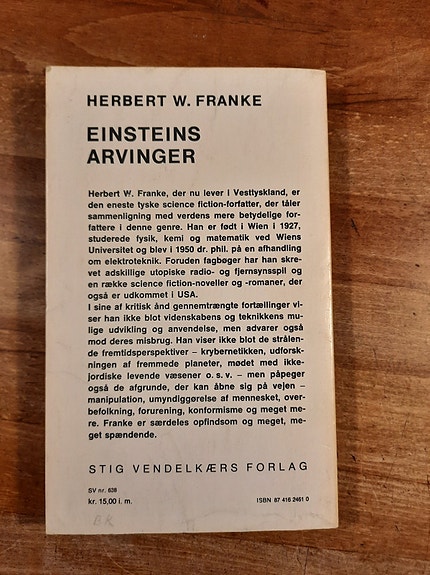 HERBERT W. FRANKE
EINSTEINS
ARVINGER
Herbert W. Franke, der nu lever i Vesttyskland, er
den eneste tyske science fiction-forfatter, der tåler
sammenligning med verdens mere betydelige for-
fattere i denne genre. Han er født i Wien i 1927,
studerede fysik, kemi og matematik ved Wiens
Universitet og blev i 1950 dr. phil. på en afhandling
om elektroteknik. Foruden fagbøger har han skre-
vet adskillige utopiske radio- og fjernsynsspil og
en række science fiction-noveller og -romaner, der
også er udkommet i USA.
I sine af kritisk ånd gennemtrængte fortællinger vi-
ser han ikke blot videnskabens og teknikkens mu-
lige udvikling og anvendelse, men advarer også
mod deres misbrug. Han viser ikke blot de strålen-
de fremtidsperspektiver – krybernetikken, udforsk-
ningen af fremmede planeter, mødet med ikke-
jordiske levende væsener o. s. v. – men påpeger
også de afgrunde, der kan åbne sig på vejen –
manipulation, umyndiggørelse af mennesket, over-
befolkning, forurening, konformisme og meget me-
re. Franke er særdeles opfindsom og meget, me-
get spændende.
STIG VENDELKÆRS FORLAG
SV nr. 638
kr. 15,00 i. m.
ISBN 87 416 2461 0
BR